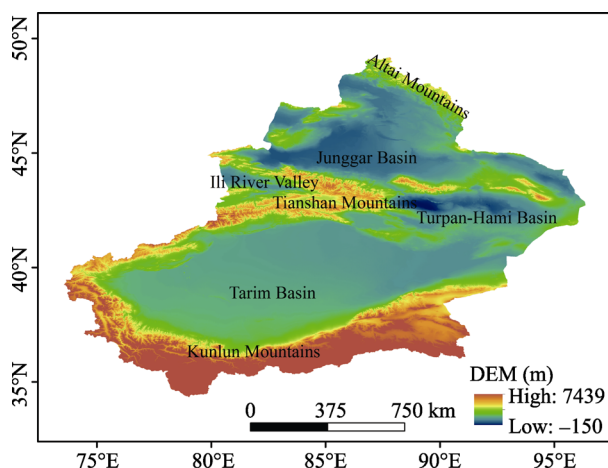 50°N
45°N
40°N
35°N
Altai Mountains
Junggar Basin
Ili River Valley
Tianshan Mountains
Turpan-Hami Basin
Tarim Basin
Kunlun Mountains
DEM (m)
High: 7439
Low: –150
0 375 750 km
75°E 80°E 85°E 90°E 95°E